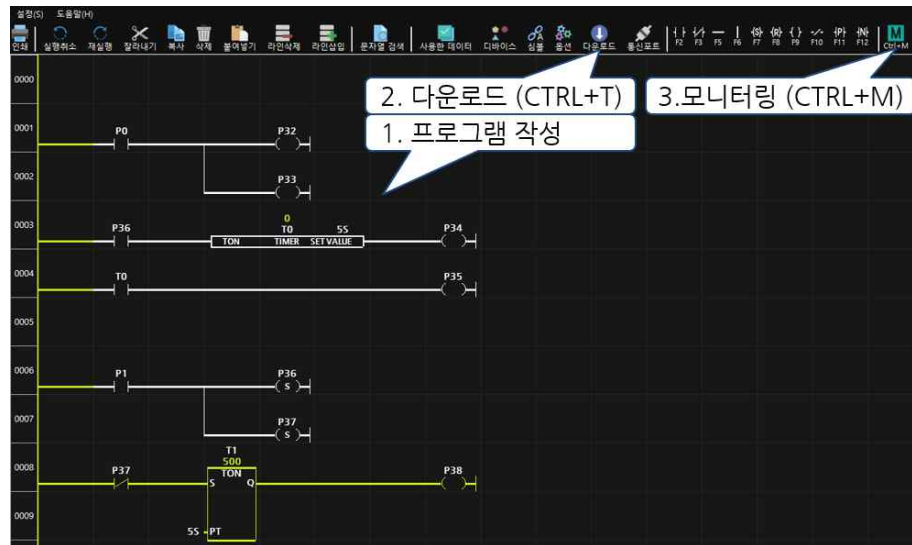 설정(S) 도움말(H)
인쇄 실행취소 재실행 잘라내기 복사 삭제 붙여넣기 라인삭제 라인삽입 문자열 검색 사용한 데이터 디바이스 심볼 옵션 다운로드 통신포트 F2 F3 F5 F6 F7 F8 F9 F10 F11 F12 Ctrl+M
(S) (R) { } (P) (N) M
2. 다운로드 (CTRL+T)
3.모니터링 (CTRL+M)
1. 프로그램 작성
0000
0001 P0 P32
0002 P33
0003 P36 0 P34
T0 5S
TON TIMER SET VALUE
0004 T0 P35
0005
0006 P1 P36
S
0007 P37
S
T1
500
0008 P37 TON P38
S Q
0009
5S PT